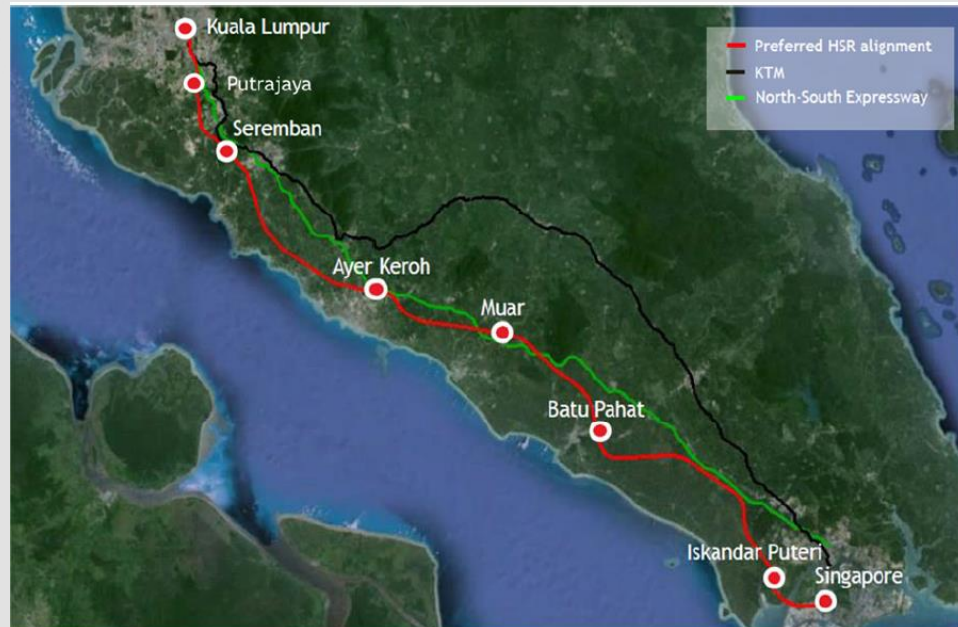 Kuala Lumpur
Preferred HSR alignment
KTM
Putrajaya
North-South Expressway
Seremban
Ayer Keroh
Muar
Batu Pahat
Iskandar Puteri
Singapore